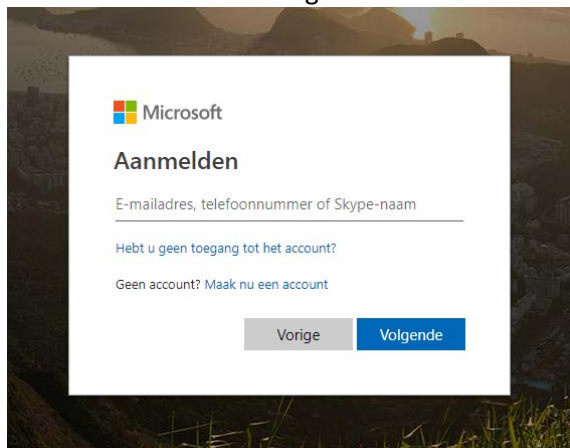 Microsoft
Aanmelden
E-mailadres, telefoonnummer of Skype-naam
Hebt u geen toegang tot het account?
Geen account? Maak nu een account
Vorige Volgende